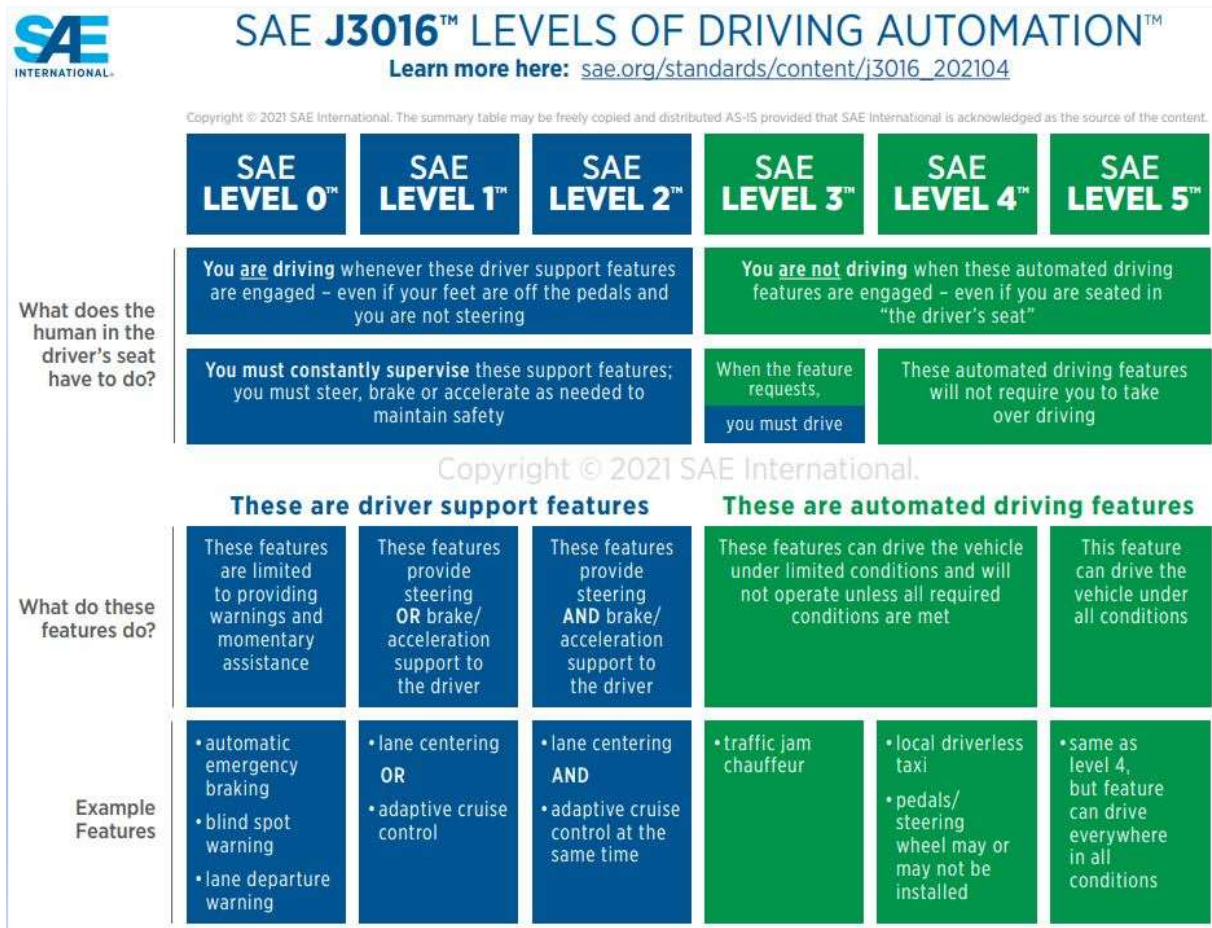 SAE
INTERNATIONAL®
SAE J3016™ LEVELS OF DRIVING AUTOMATION™
Learn more here: sae.org/standards/content/j3016_202104
Copyright © 2021 SAE International. The summary table may be freely copied and distributed AS-IS provided that SAE International is acknowledged as the source of the content.
SAE
LEVEL 0™
SAE
LEVEL 1™
SAE
LEVEL 2™
SAE
LEVEL 3™
SAE
LEVEL 4™
SAE
LEVEL 5™
What does the
human in the
driver's seat
have to do?
You are driving whenever these driver support features
are engaged – even if your feet are off the pedals and
you are not steering
You are not driving when these automated driving
features are engaged – even if you are seated in
“the driver's seat”
You must constantly supervise these support features;
you must steer, brake or accelerate as needed to
maintain safety
When the feature
requests,
you must drive
These automated driving features
will not require you to take
over driving
Copyright © 2021 SAE International.
These are driver support features
These are automated driving features
What do these
features do?
These features
are limited
to providing
warnings and
momentary
assistance
These features
provide
steering
OR brake/
acceleration
support to
the driver
These features
provide
steering
AND brake/
acceleration
support to
the driver
These features can drive the vehicle
under limited conditions and will
not operate unless all required
conditions are met
This feature
can drive the
vehicle under
all conditions
Example
Features
• automatic
emergency
braking
• blind spot
warning
• lane departure
warning
• lane centering
OR
• adaptive cruise
control
• lane centering
AND
• adaptive cruise
control at the
same time
• traffic jam
chauffeur
• local driverless
taxi
• pedals/
steering
wheel may or
may not be
installed
• same as
level 4,
but feature
can drive
everywhere
in all
conditions